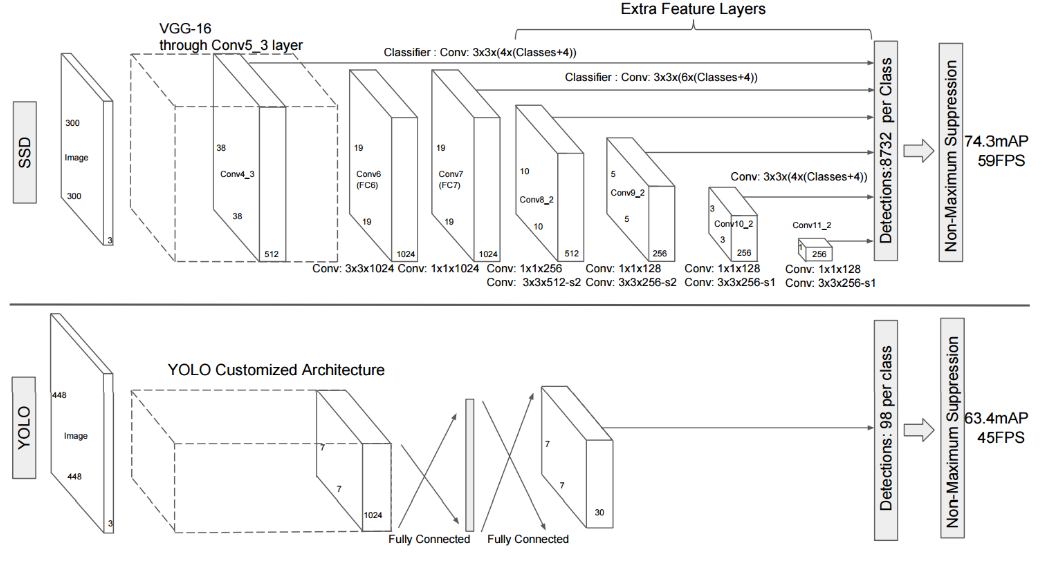 Extra Feature Layers
VGG-16
through Conv5_3 layer
Classifier : Conv: 3x3x(4x(Classes+4))
Classifier : Conv: 3x3x(6x(Classes+4))
SSD
300
Image
300
3
38
Conv4_3
38
512
19
Conv6
(FC6)
19
1024
19
Conv7
(FC7)
19
1024
10
Conv8_2
10
512
5
Conv9_2
5
256
Conv: 3x3x(4x(Classes+4))
3
Conv10_2
3
256
Conv11_2
1
256
Conv: 3x3x1024
Conv: 1x1x1024
Conv: 1x1x256
Conv: 3x3x512-s2
Conv: 1x1x128
Conv: 3x3x256-s2
Conv: 1x1x128
Conv: 3x3x256-s1
Conv: 1x1x128
Conv: 3x3x256-s1
Detections:8732 per Class
Non-Maximum Suppression
74.3mAP
59FPS
YOLO
448
Image
448
3
YOLO Customized Architecture
7
7
1024
Fully Connected
Fully Connected
7
7
30
Detections: 98 per class
Non-Maximum Suppression
63.4mAP
45FPS